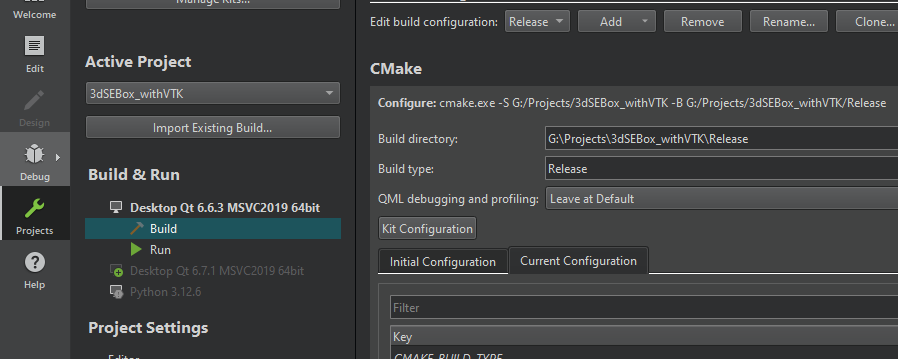 Welcome
Edit
Design
Debug
Projects
Help
Manage Kits...
Active Project
3dSEBox_withVTK
Import Existing Build...
Build & Run
Desktop Qt 6.6.3 MSVC2019 64bit
Build
Run
Desktop Qt 6.7.1 MSVC2019 64bit
Python 3.12.6
Project Settings
Editor
Edit build configuration: Release Add Remove Rename... Clone...
CMake
Configure: cmake.exe -S G:/Projects/3dSEBox_withVTK -B G:/Projects/3dSEBox_withVTK/Release
Build directory: G:\Projects\3dSEBox_withVTK\Release
Build type: Release
QML debugging and profiling: Leave at Default
Kit Configuration
Initial Configuration Current Configuration
Filter
Key
CMAKE_BUILD_TYPE